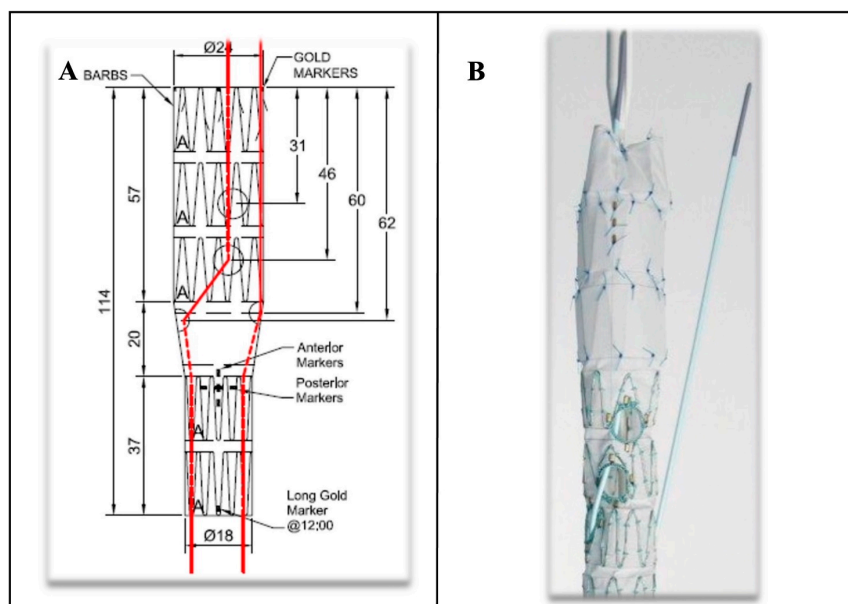 A
Ø24
GOLD
MARKERS
BARBS
A
31
46
60
62
57
A
114
A
20
Anterior
Markers
Posterior
Markers
A
37
Long Gold
Marker
@12:00
A
Ø18
B